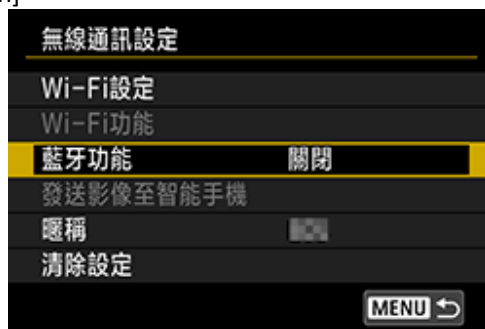 n]
無線通訊設定
Wi-Fi設定
Wi-Fi功能
藍牙功能 關閉
發送影像至智能手機
暱稱
清除設定
MENU